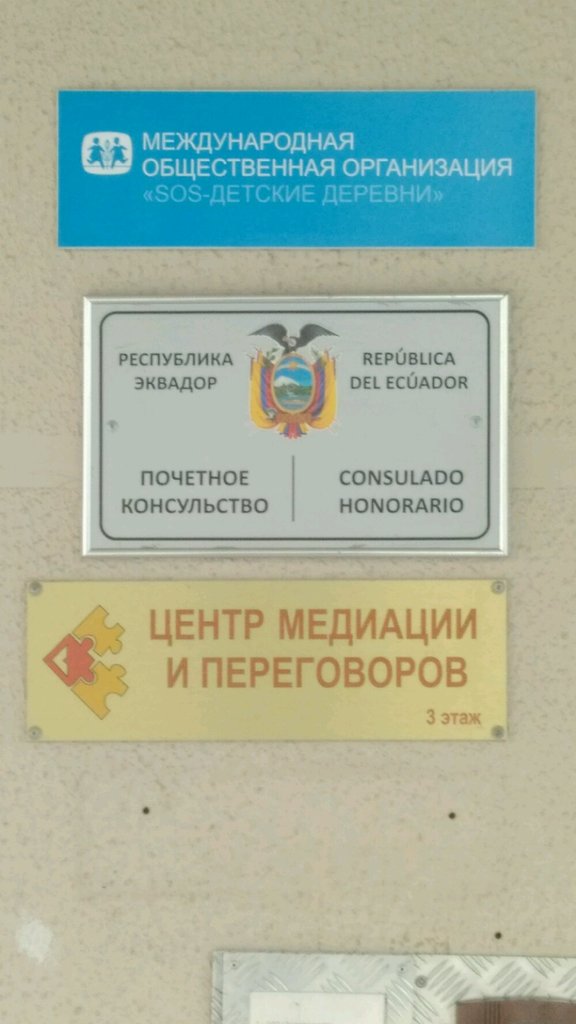 МЕЖДУНАРОДНАЯ
ОБЩЕСТВЕННАЯ ОРГАНИЗАЦИЯ
«SOS-ДЕТСКИЕ ДЕРЕВНИ»
РЕСПУБЛИКА
ЭКВАДОР
REPÚBLICA
DEL ECÚADOR
ПОЧЕТНОЕ
КОНСУЛЬСТВО
CONSULADO
HONORARIO
ЦЕНТР МЕДИАЦИИ
И ПЕРЕГОВОРОВ
3 этаж